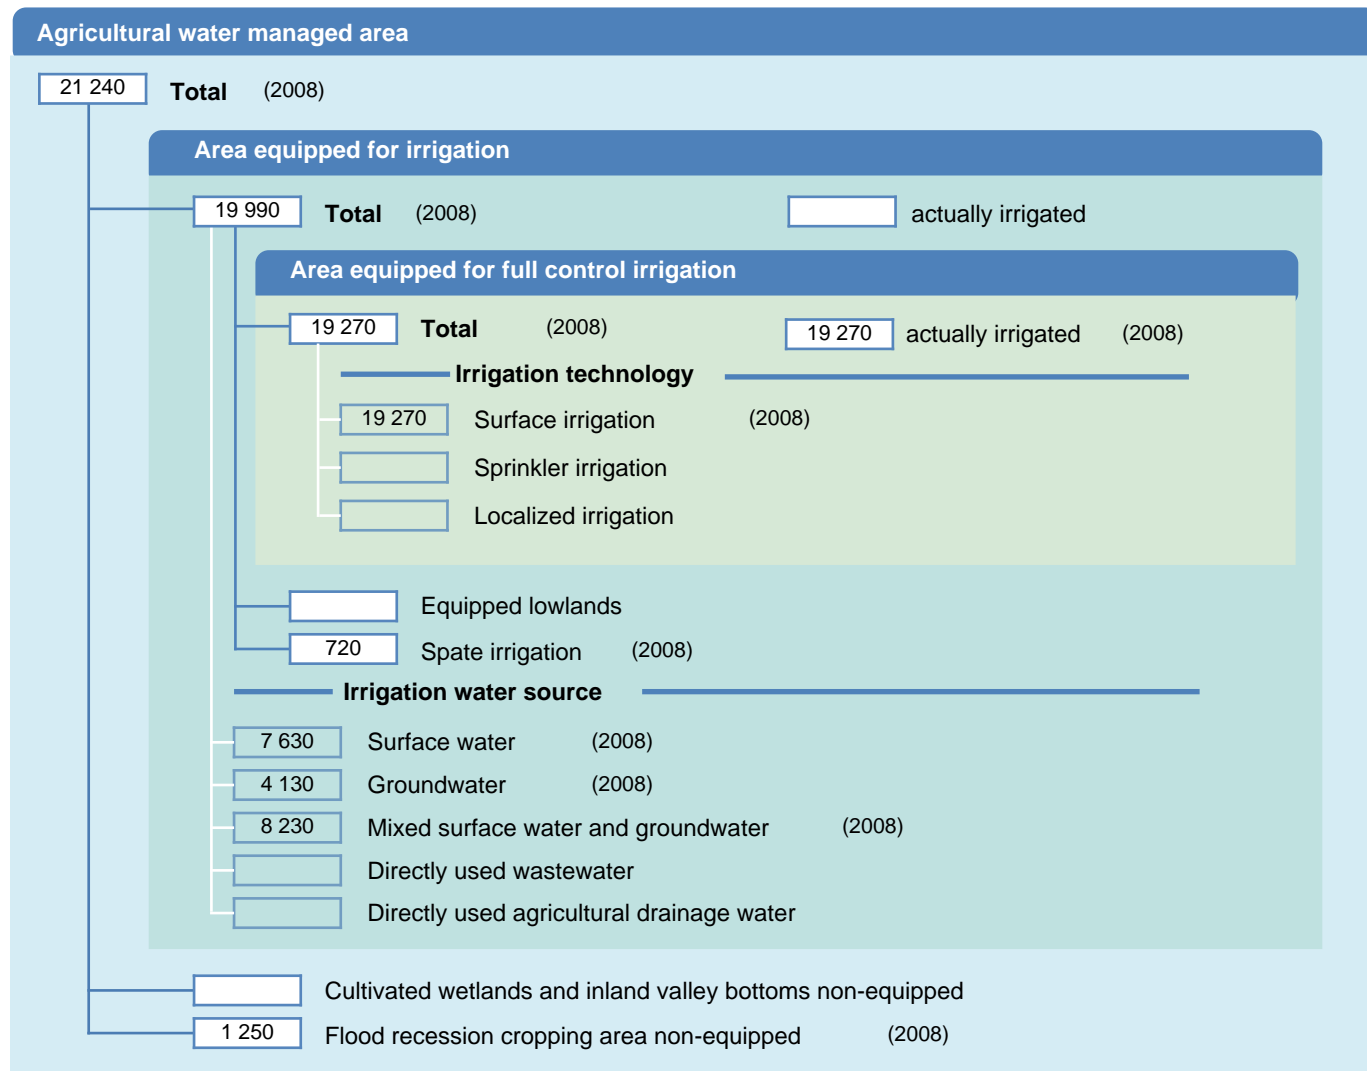 Agricultural water managed area
21 240 Total (2008)
Area equipped for irrigation
19 990 Total (2008) actually irrigated
Area equipped for full control irrigation
19 270 Total (2008) 19 270 actually irrigated (2008)
Irrigation technology
19 270 Surface irrigation (2008)
Sprinkler irrigation
Localized irrigation
Equipped lowlands
720 Spate irrigation (2008)
Irrigation water source
7 630 Surface water (2008)
4 130 Groundwater (2008)
8 230 Mixed surface water and groundwater (2008)
Directly used wastewater
Directly used agricultural drainage water
Cultivated wetlands and inland valley bottoms non-equipped
1 250 Flood recession cropping area non-equipped (2008)